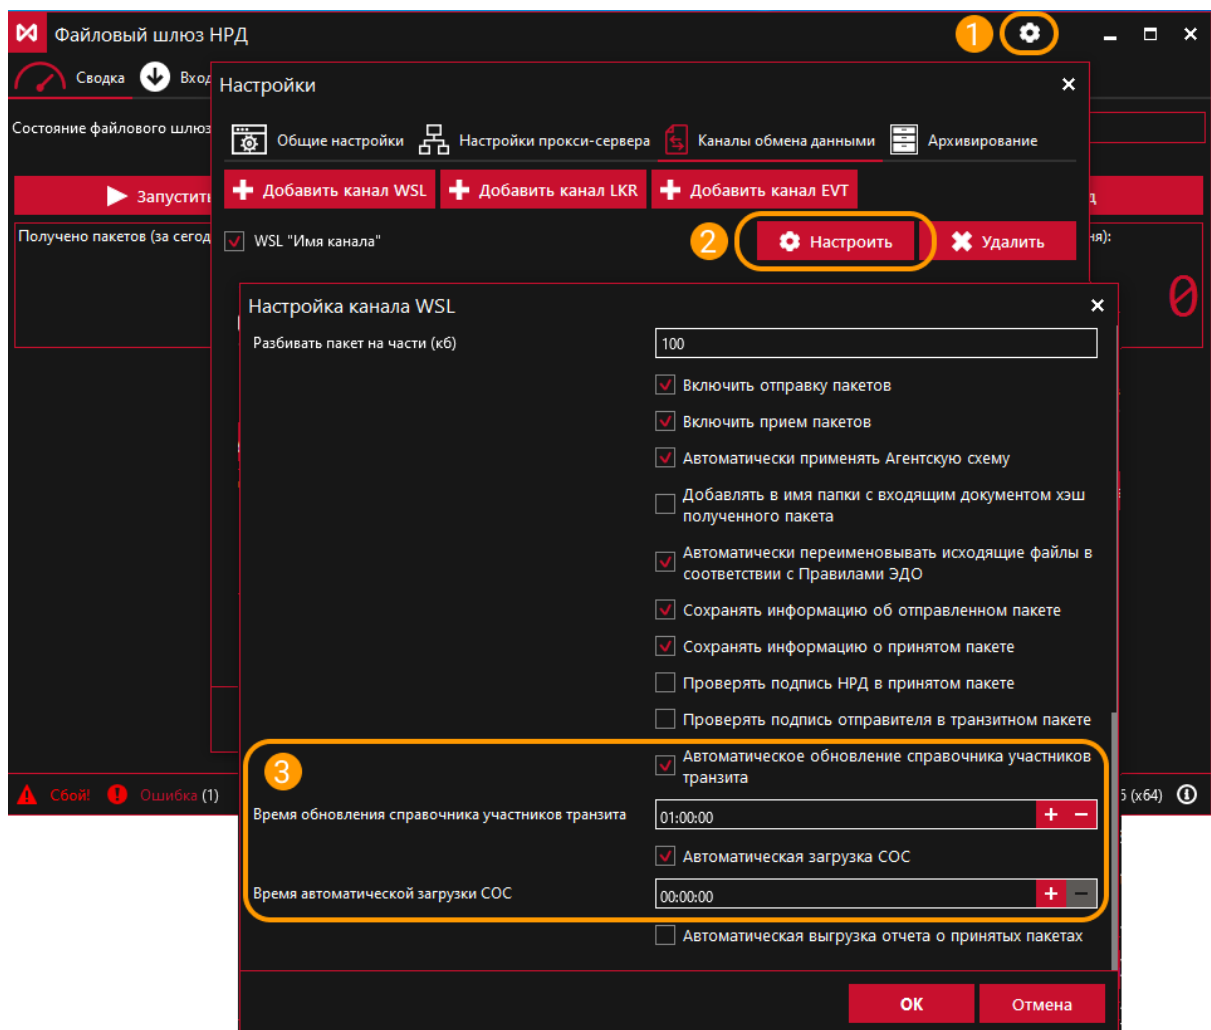 Файловый шлюз НРД
1
Сводка
Вход
Настройки
Состояние файлового шлюз
Общие настройки
Настройки прокси-сервера
Каналы обмена данными
Архивирование
Запустить
Добавить канал WSL
Добавить канал LKR
Добавить канал EVT
Получено пакетов (за сегод
WSL "Имя канала"
2
Настроить
Удалить
ня):
0
Настройка канала WSL
Разбивать пакет на части (кб)
100
Включить отправку пакетов
Включить прием пакетов
Автоматически применять Агентскую схему
Добавлять в имя папки с входящим документом хэш
полученного пакета
Автоматически переименовывать исходящие файлы в
соответствии с Правилами ЭДО
Сохранять информацию об отправленном пакете
Сохранять информацию о принятом пакете
Проверять подпись НРД в принятом пакете
Проверять подпись отправителя в транзитном пакете
3
Автоматическое обновление справочника участников
транзита
Сбой!
Ошибка (1)
5 (x64)
Время обновления справочника участников транзита
01:00:00
Автоматическая загрузка СОС
Время автоматической загрузки СОС
00:00:00
Автоматическая выгрузка отчета о принятых пакетах
ОК
Отмена